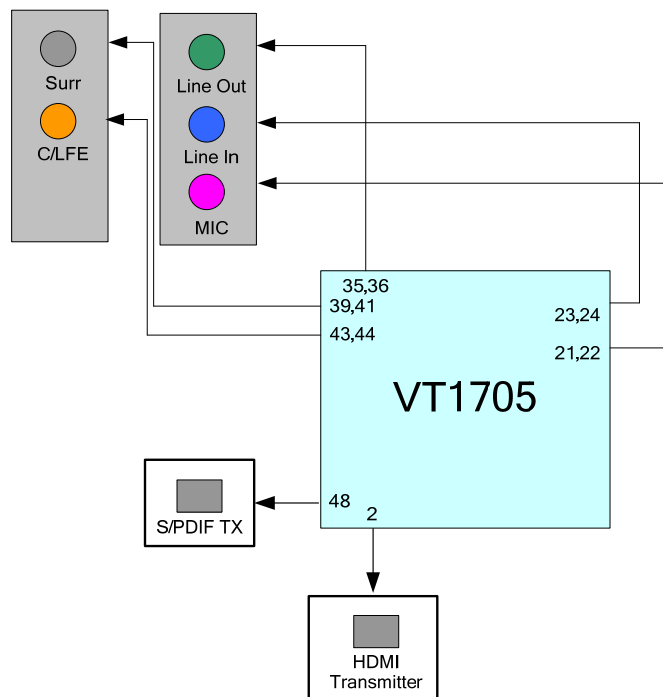 Surr
C/LFE
Line Out
Line In
MIC
35,36
39,41
43,44
23,24
21,22
VT1705
48
2
S/PDIF TX
HDMI
Transmitter